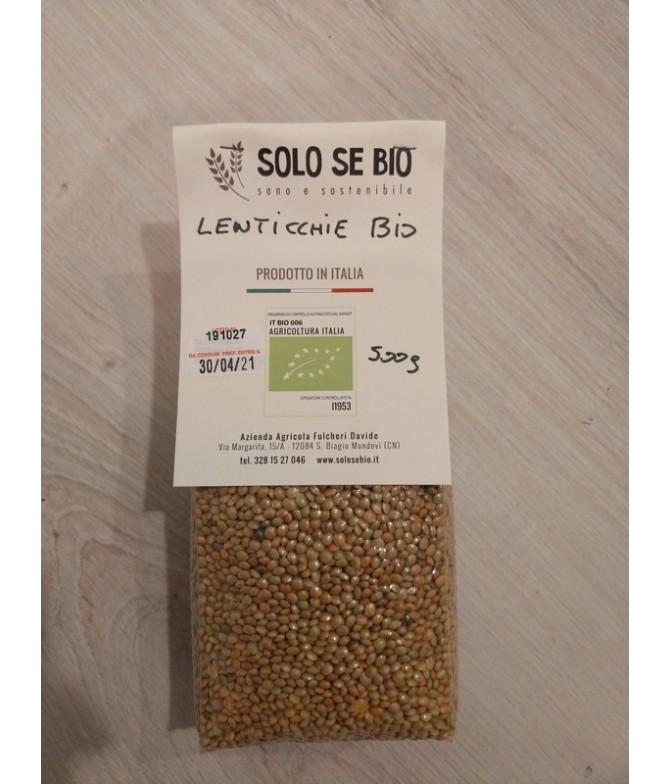 SOLO SE BIO
sano e sostenibile
LENTICCHIE BIO
PRODOTTO IN ITALIA
IT BIO 006
AGRICOLTURA ITALIA
191027
DA CONSUM. PREF. ENTRO IL
30/04/21
500g
OPERATORE CONTROLLATO N.
I1953
Azienda Agricola Fulcheri Davide
Via Margarita, 15/A - 12084 S. Biagio Mondovì (CN)
tel. 328 15 27 046 www.solosebio.it